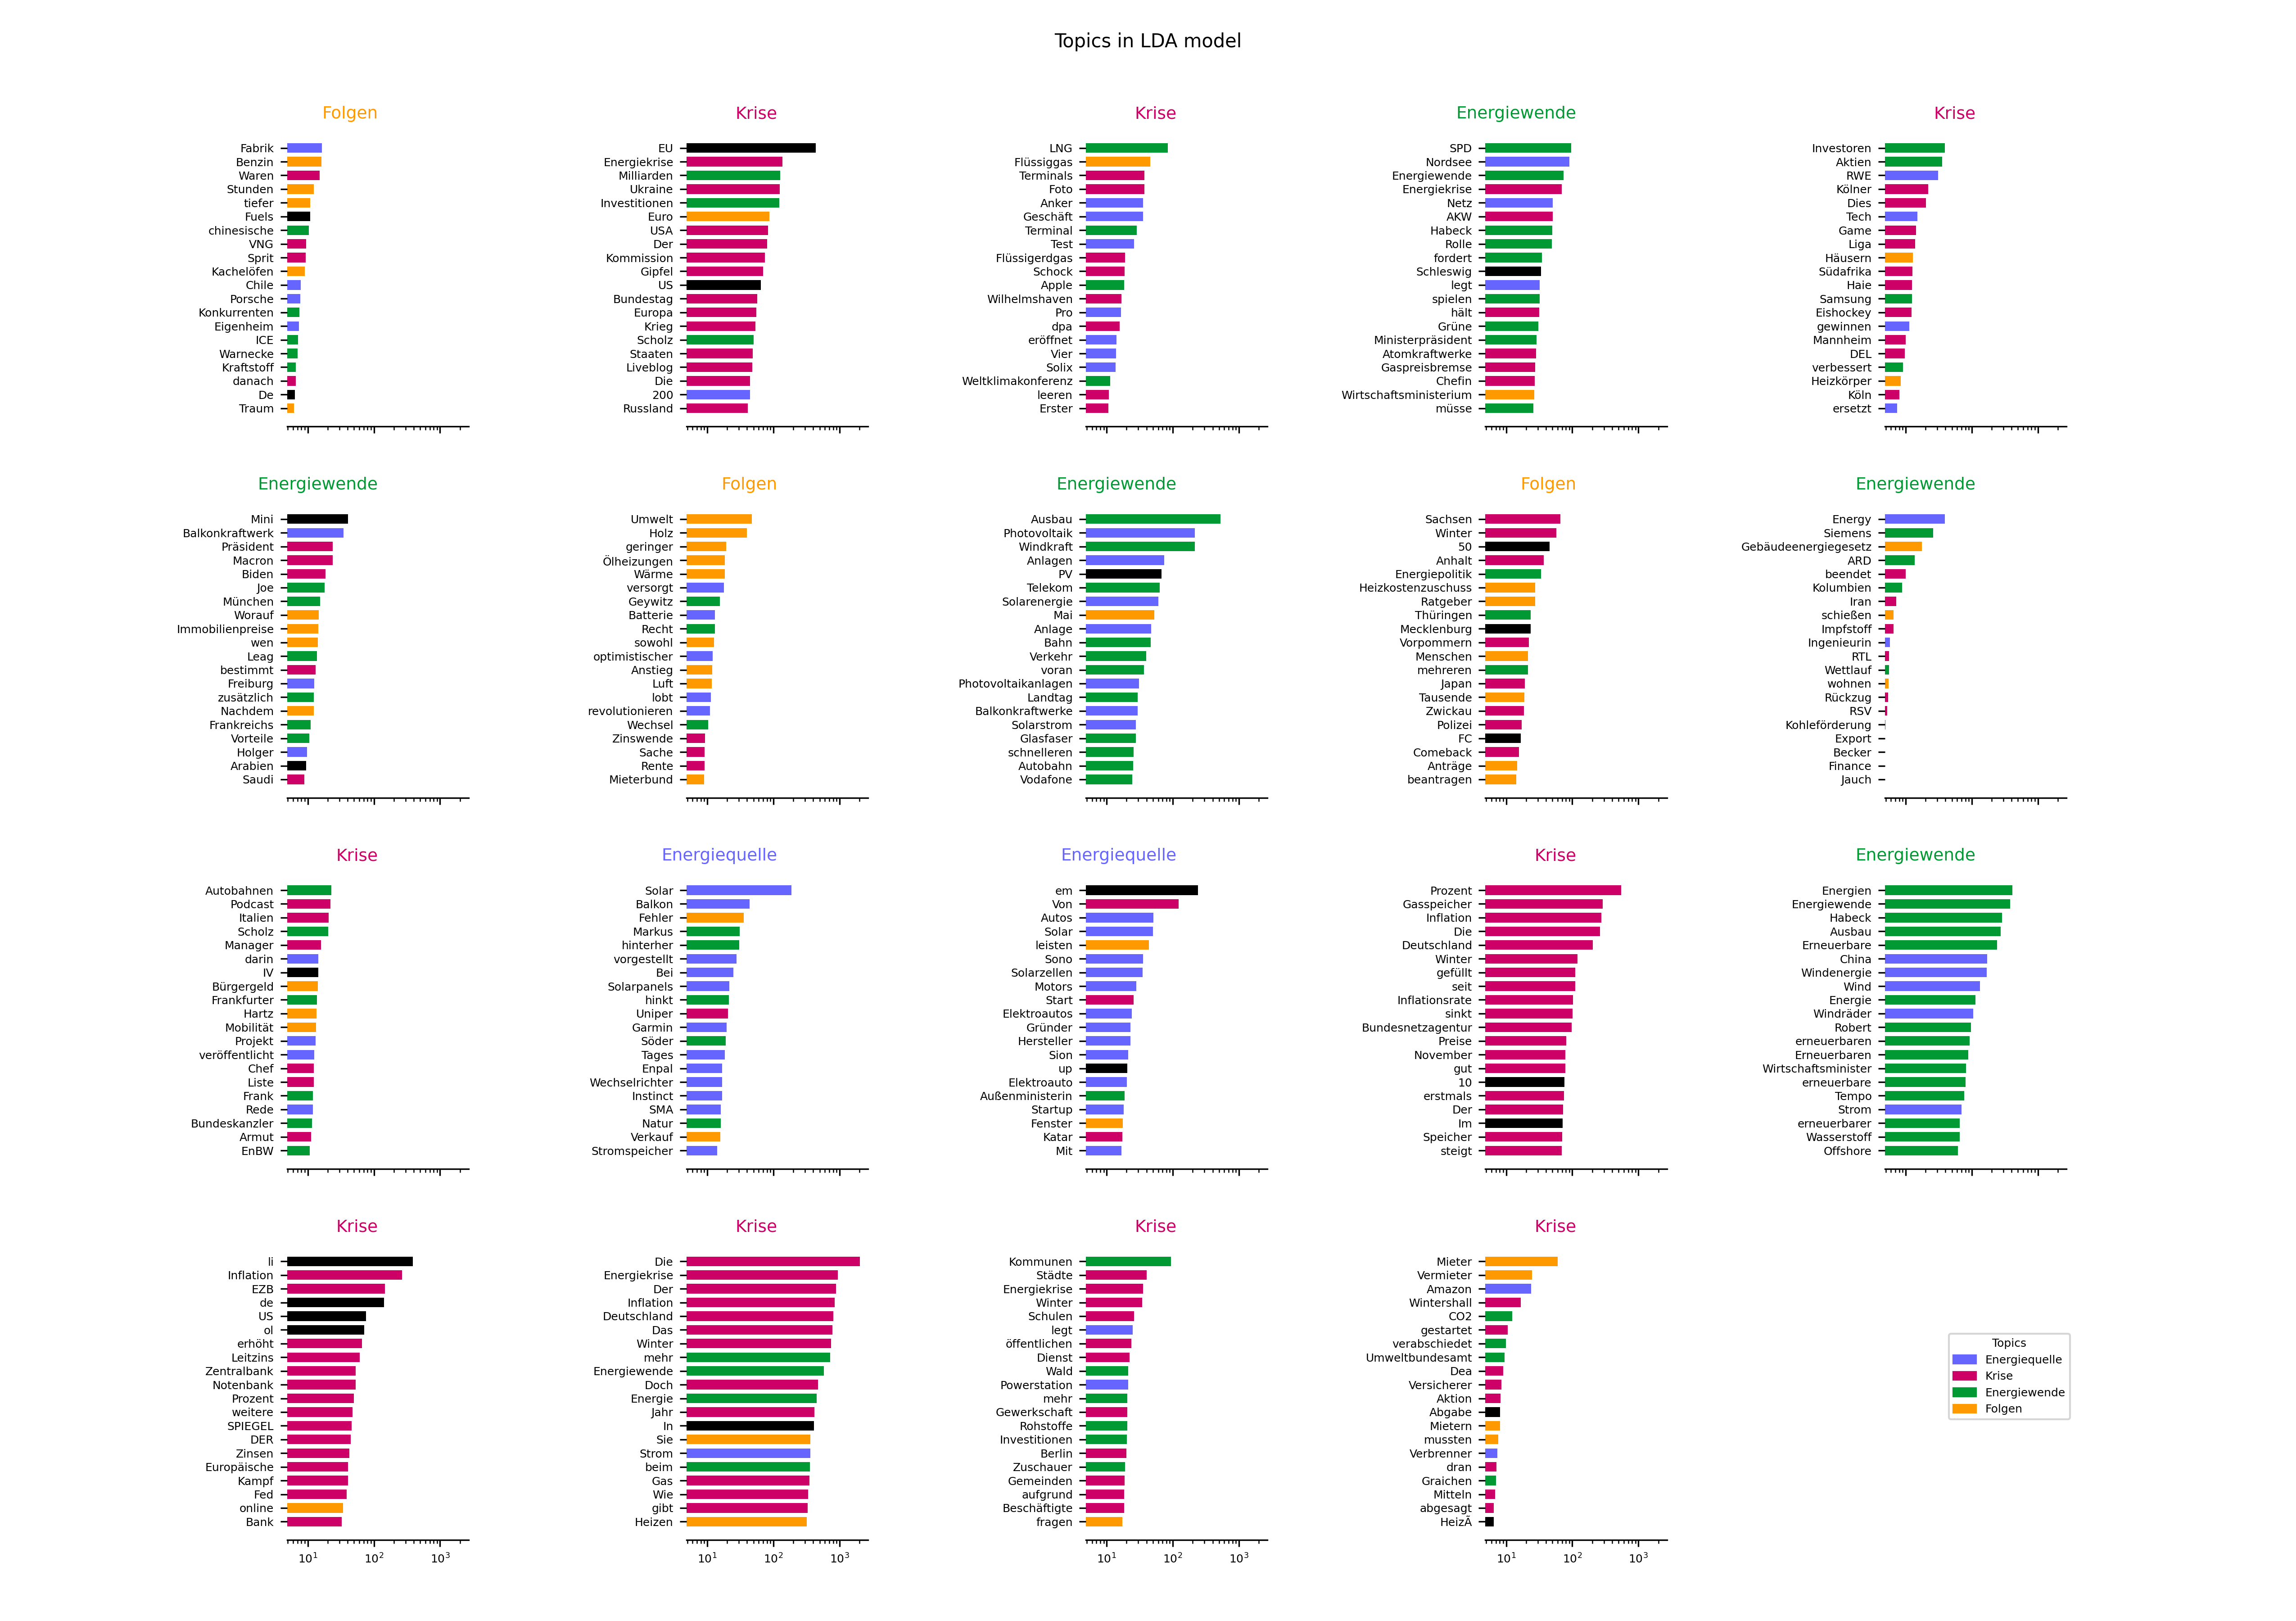 Topics in LDA model
Folgen
Fabrik
Benzin
Waren
Stunden
tiefer
Fuels
chinesische
VNG
Sprit
Kachelöfen
Chile
Porsche
Konkurrenten
Eigenheim
ICE
Warnecke
Kraftstoff
danach
De
Traum
Krise
EU
Energiekrise
Milliarden
Ukraine
Investitionen
Euro
USA
Der
Kommission
Gipfel
US
Bundestag
Europa
Krieg
Scholz
Staaten
Liveblog
Die
200
Russland
Krise
LNG
Flüssiggas
Terminals
Foto
Anker
Geschäft
Terminal
Test
Flüssigerdgas
Schock
Apple
Wilhelmshaven
Pro
dpa
eröffnet
Vier
Solix
Weltklimakonferenz
leeren
Erster
Energiewende
SPD
Nordsee
Energiewende
Energiekrise
Netz
AKW
Habeck
Rolle
fordert
Schleswig
legt
spielen
hält
Grüne
Ministerpräsident
Atomkraftwerke
Gaspreisbremse
Chefin
Wirtschaftsministerium
müsse
Krise
Investoren
Aktien
RWE
Kölner
Dies
Tech
Game
Liga
Häusern
Südafrika
Haie
Samsung
Eishockey
gewinnen
Mannheim
DEL
verbessert
Heizkörper
Köln
ersetzt
Energiewende
Mini
Balkonkraftwerk
Präsident
Macron
Biden
Joe
München
Worauf
Immobilienpreise
wen
Leag
bestimmt
Freiburg
zusätzlich
Nachdem
Frankreichs
Vorteile
Holger
Arabien
Saudi
Folgen
Umwelt
Holz
geringer
Ölheizungen
Wärme
versorgt
Geywitz
Batterie
Recht
sowohl
optimistischer
Anstieg
Luft
lobt
revolutionieren
Wechsel
Zinswende
Sache
Rente
Mieterbund
Energiewende
Ausbau
Photovoltaik
Windkraft
Anlagen
PV
Telekom
Solarenergie
Mai
Anlage
Bahn
Verkehr
voran
Photovoltaikanlagen
Landtag
Balkonkraftwerke
Solarstrom
Glasfaser
schnelleren
Autobahn
Vodafone
Folgen
Sachsen
Winter
50
Anhalt
Energiepolitik
Heizkostenzuschuss
Ratgeber
Thüringen
Mecklenburg
Vorpommern
Menschen
mehreren
Japan
Tausende
Zwickau
Polizei
FC
Comeback
Anträge
beantragen
Energiewende
Energy
Siemens
Gebäudeenergiegesetz
ARD
beendet
Kolumbien
Iran
schießen
Impfstoff
Ingenieurin
RTL
Wettlauf
wohnen
Rückzug
RSV
Kohleförderung
Export
Becker
Finance
Jauch
Krise
Autobahnen
Podcast
Italien
Scholz
Manager
darin
IV
Bürgergeld
Frankfurter
Hartz
Mobilität
Projekt
veröffentlicht
Chef
Liste
Frank
Rede
Bundeskanzler
Armut
EnBW
Energiequelle
Solar
Balkon
Fehler
Markus
hinterher
vorgestellt
Bei
Solarpanels
hinkt
Uniper
Garmin
Söder
Tages
Enpal
Wechselrichter
Instinct
SMA
Natur
Verkauf
Stromspeicher
Energiequelle
em
Von
Autos
Solar
leisten
Sono
Solarzellen
Motors
Start
Elektroautos
Gründer
Hersteller
Sion
up
Elektroauto
Außenministerin
Startup
Fenster
Katar
Mit
Krise
Prozent
Gasspeicher
Inflation
Die
Deutschland
Winter
gefüllt
seit
Inflationsrate
sinkt
Bundesnetzagentur
Preise
November
gut
10
erstmals
Der
Im
Speicher
steigt
Energiewende
Energien
Energiewende
Habeck
Ausbau
Erneuerbare
China
Windenergie
Wind
Energie
Windräder
Robert
erneuerbaren
Erneuerbaren
Wirtschaftsminister
erneuerbare
Tempo
Strom
erneuerbarer
Wasserstoff
Offshore
Krise
li
Inflation
EZB
de
US
ol
erhöht
Leitzins
Zentralbank
Notenbank
Prozent
weitere
SPIEGEL
DER
Zinsen
Europäische
Kampf
Fed
online
Bank
10¹ 10² 10³
Krise
Die
Energiekrise
Der
Inflation
Deutschland
Das
Winter
mehr
Energiewende
Doch
Energie
Jahr
In
Sie
Strom
beim
Gas
Wie
gibt
Heizen
10¹ 10² 10³
Krise
Kommunen
Städte
Energiekrise
Winter
Schulen
legt
öffentlichen
Dienst
Wald
Powerstation
mehr
Gewerkschaft
Rohstoffe
Investitionen
Berlin
Zuschauer
Gemeinden
aufgrund
Beschäftigte
fragen
10¹ 10² 10³
Krise
Mieter
Vermieter
Amazon
Wintershall
CO2
gestartet
verabschiedet
Umweltbundesamt
Dea
Versicherer
Aktion
Abgabe
Mietern
mussten
Verbrenner
dran
Graichen
Mitteln
abgesagt
HeizÃ
10¹ 10² 10³
Topics
Energiequelle
Krise
Energiewende
Folgen